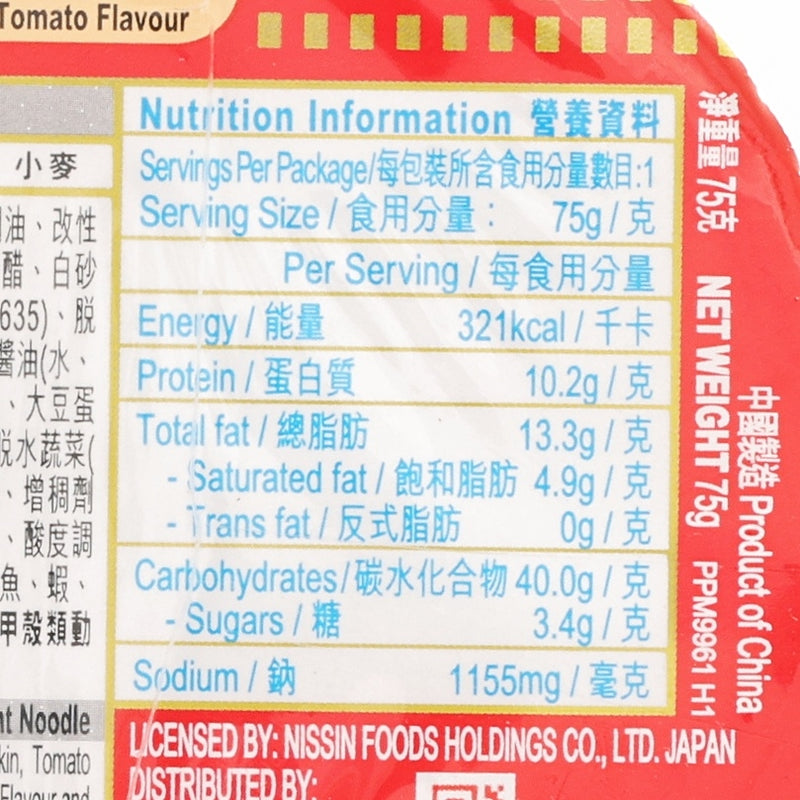 Tomato Flavour
Nutrition Information 營養資料
Servings Per Package/每包裝所含食用分量數目:1
Serving Size / 食用分量: 75g / 克
Per Serving / 每食用分量
Energy / 能量 321kcal / 千卡
Protein / 蛋白質 10.2g / 克
Total fat / 總脂肪 13.3g / 克
- Saturated fat / 飽和脂肪 4.9g / 克
- Trans fat / 反式脂肪 0g / 克
Carbohydrates/碳水化合物 40.0g / 克
- Sugars / 糖 3.4g / 克
Sodium / 鈉 1155mg / 毫克
小麥
油、改性
醋、白砂
635)、脱
醬油(水、
、大豆蛋
脫水蔬菜(
、增稠劑
、酸度調
魚、蝦、
甲殼類動
nt Noodle
kin, Tomato
Flavour and
淨重量 75克 NET WEIGHT 75g PPM9961 H1
中國製造 Product of China
LICENSED BY: NISSIN FOODS HOLDINGS CO., LTD. JAPAN
DISTRIBUTED BY: